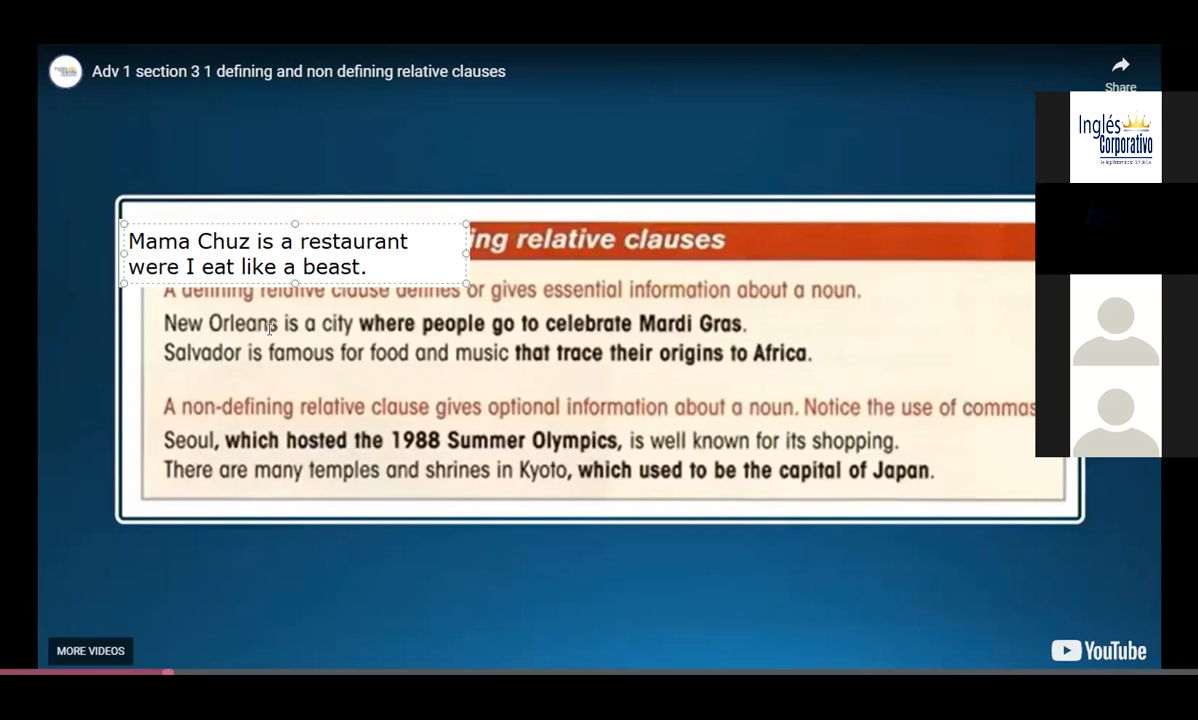 Adv 1 section 3 1 defining and non defining relative clauses
Share
Inglés
Corporativo
Mama Chuz is a restaurant
were I eat like a beast.
ing relative clauses
A defining relative clause defines or gives essential information about a noun.
New Orleans is a city where people go to celebrate Mardi Gras.
Salvador is famous for food and music that trace their origins to Africa.
A non-defining relative clause gives optional information about a noun. Notice the use of commas
Seoul, which hosted the 1988 Summer Olympics, is well known for its shopping.
There are many temples and shrines in Kyoto, which used to be the capital of Japan.
MORE VIDEOS
YouTube